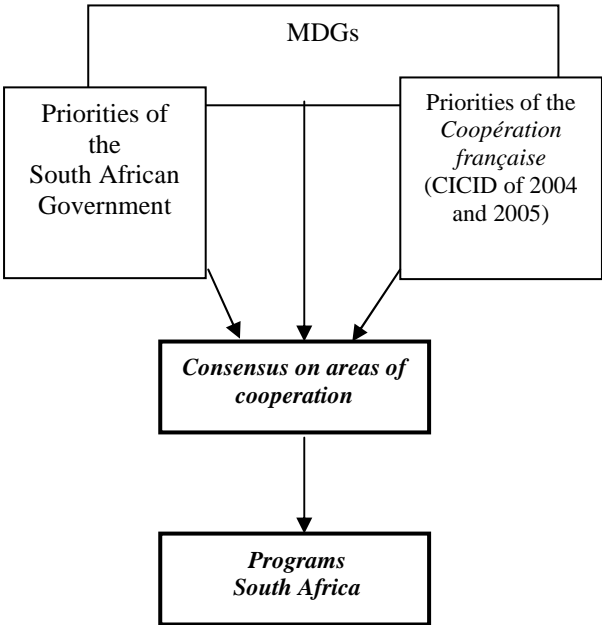 MDGs
Priorities of
the
South African
Government
Priorities of the
Coopération
française
(CICID of 2004
and 2005)
Consensus on areas of
cooperation
Programs
South Africa